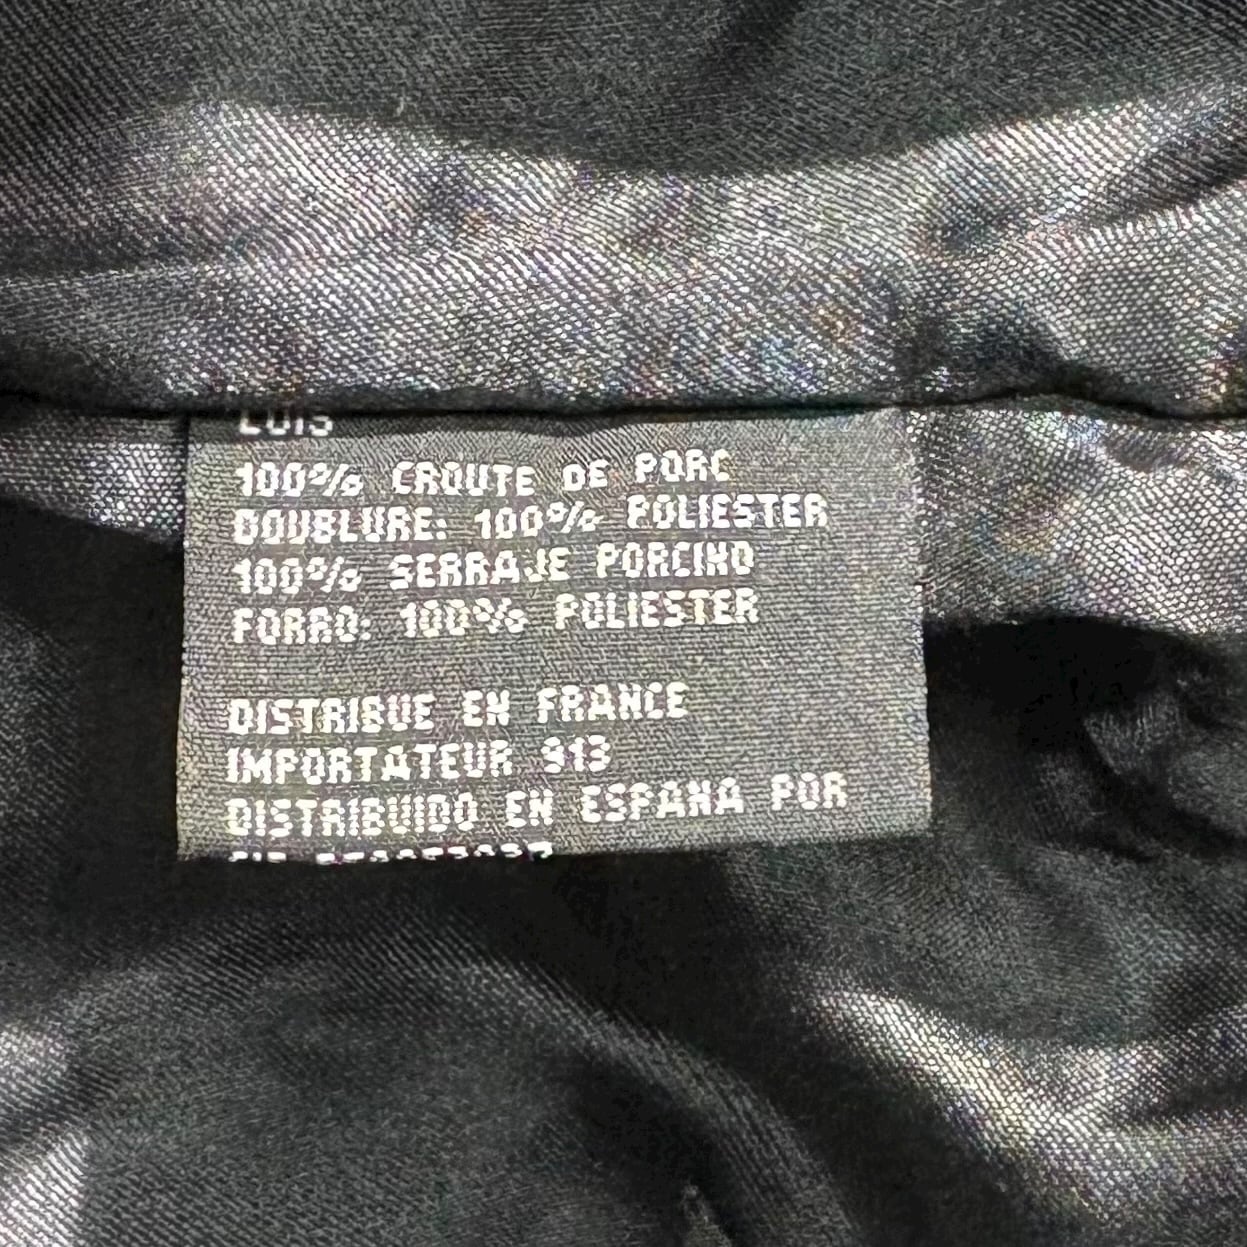 LUIS
100% CROUTE DE PORC
DOUBLURE: 100% POLIESTER
100% SERRAJE PORCINO
FORRO: 100% POLIESTER
DISTRIBUE EN FRANCE
IMPORTATEUR 913
DISTRIBUIDO EN ESPANA POR